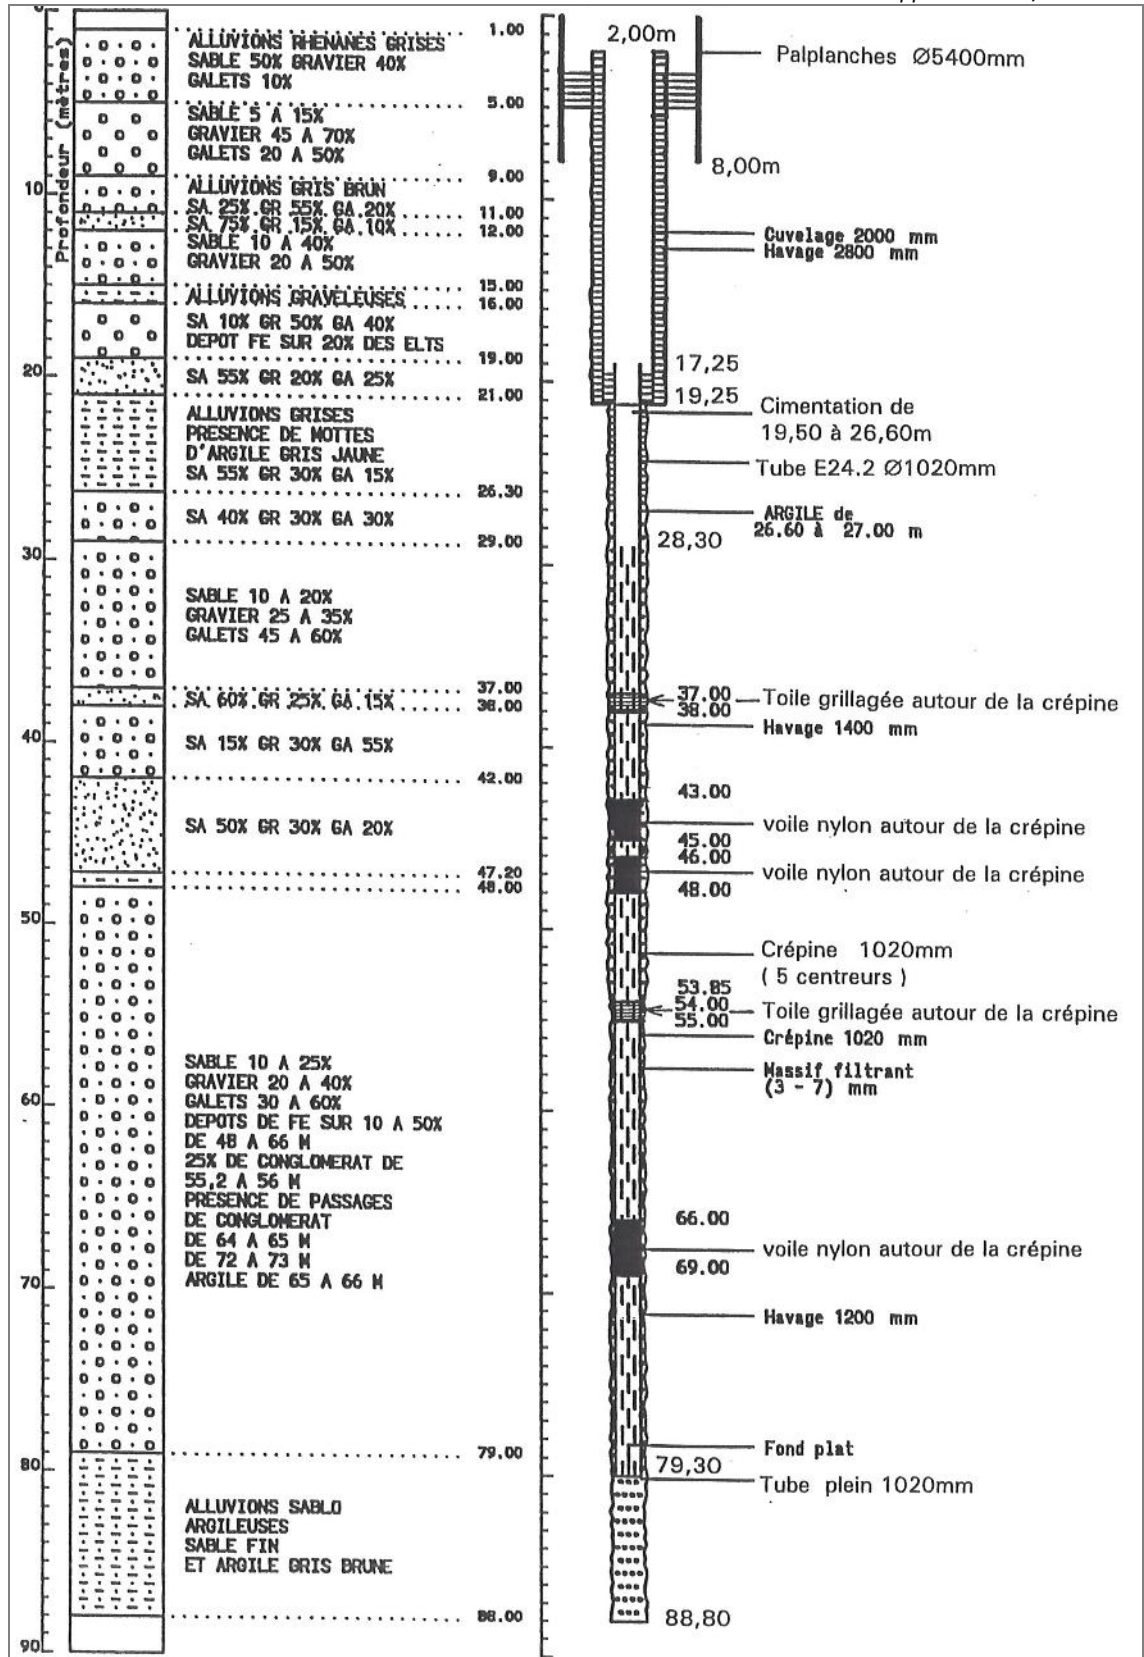 Profondeur (mètres)
10
20
30
40
50
60
70
80
90
1.00
ALLUVIONS RHENANES GRISES
SABLE 50% GRAVIER 40%
GALETS 10%
5.00
SABLE 5 A 15%
GRAVIER 45 A 70%
GALETS 20 A 50%
9.00
ALLUVIONS GRIS BRUN
SA 25% GR 55% GA 20%
11.00
SA 75% GR 15% GA 10%
12.00
SABLE 10 A 40%
GRAVIER 20 A 50%
15.00
ALLUVIONS GRAVELEUSES
16.00
SA 10% GR 50% GA 40%
DEPOT FE SUR 20% DES ELTS
19.00
SA 55% GR 20% GA 25%
21.00
ALLUVIONS GRISES
PRESENCE DE MOTTES
D'ARGILE GRIS JAUNE
SA 55% GR 30% GA 15%
26.30
SA 40% GR 30% GA 30%
29.00
SABLE 10 A 20%
GRAVIER 25 A 35%
GALETS 45 A 60%
37.00
SA 60% GR 25% GA 15%
38.00
SA 15% GR 30% GA 55%
42.00
SA 50% GR 30% GA 20%
47.20
48.00
SABLE 10 A 25%
GRAVIER 20 A 40%
GALETS 30 A 60%
DEPOTS DE FE SUR 10 A 50%
DE 48 A 66 M
25% DE CONGLOMERAT DE
55,2 A 56 M
PRESENCE DE PASSAGES
DE CONGLOMERAT
DE 64 A 65 M
DE 72 A 73 M
ARGILE DE 65 A 66 M
79.00
ALLUVIONS SABLO
ARGILEUSES
SABLE FIN
ET ARGILE GRIS BRUNE
88.00
2,00m
Palplanches Ø5400mm
8,00m
Cuvelage 2000 mm
Havage 2800 mm
17,25
19,25
Cimentation de
19,50 à 26,60m
Tube E24.2 Ø1020mm
ARGILE de
26.60 à 27.00 m
28,30
37.00
Toile grillagée autour de la crépine
38.00
Havage 1400 mm
43.00
voile nylon autour de la crépine
45.00
46.00
voile nylon autour de la crépine
48.00
Crépine 1020mm
( 5 centreurs )
53.85
54.00
Toile grillagée autour de la crépine
55.00
Crépine 1020 mm
Massif filtrant
(3 - 7) mm
66.00
voile nylon autour de la crépine
69.00
Havage 1200 mm
Fond plat
79,30
Tube plein 1020mm
88,80